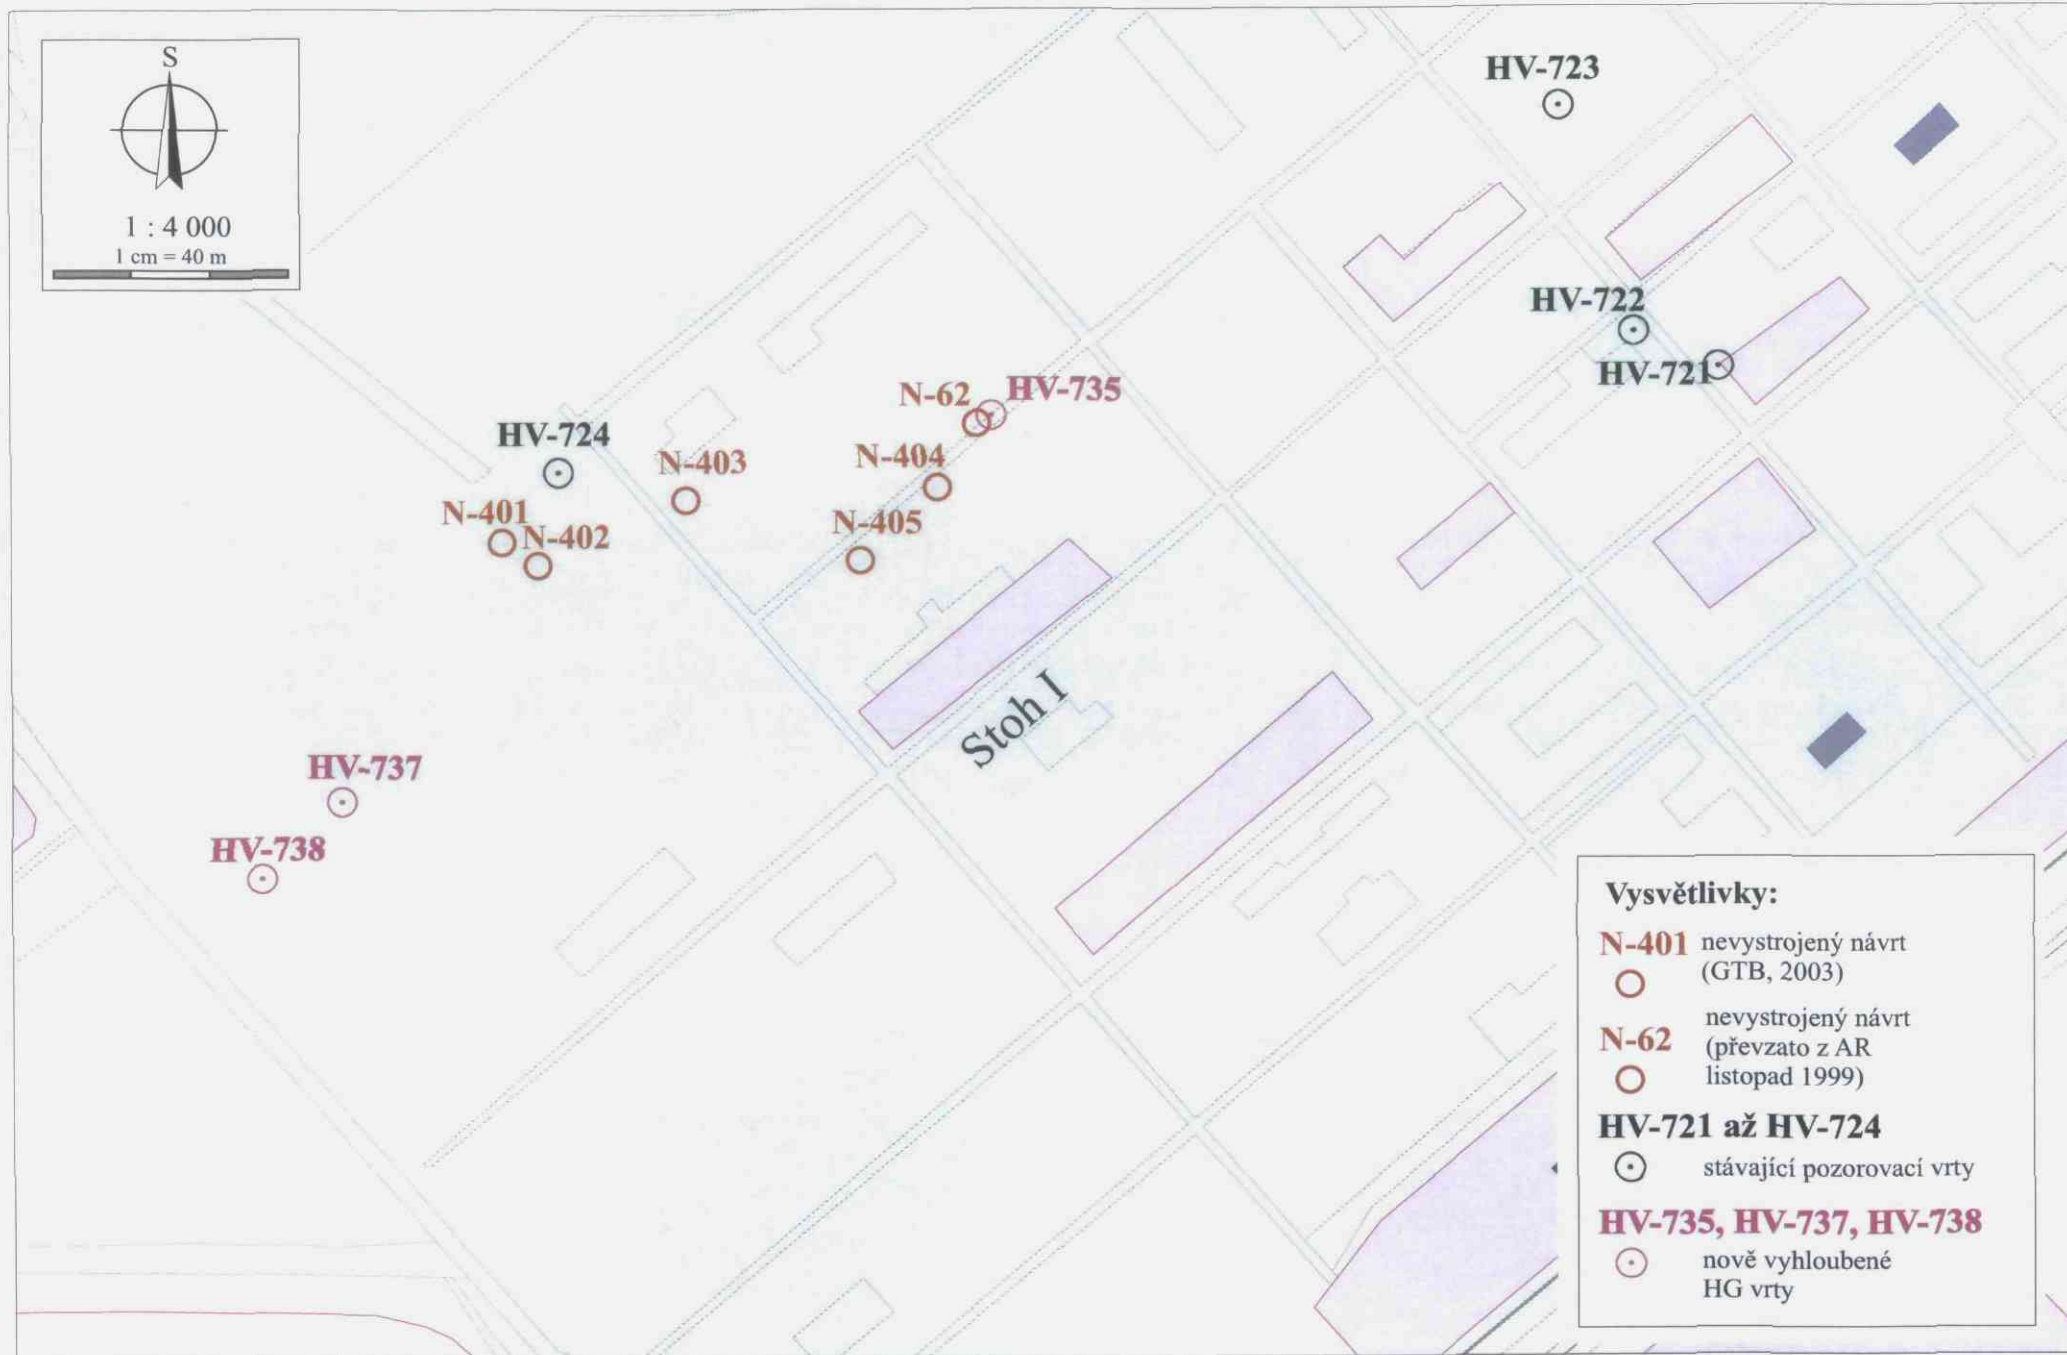 S
1 : 4 000
1 cm = 40 m
HV-723
HV-722
HV-721
N-62
HV-735
HV-724
N-403
N-404
N-401
N-402
N-405
Stoh I
HV-737
HV-738
Vysvětlivky:
N-401 nevystrojený návrt
(GTB, 2003)
N-62
nevystrojený návrt
(převzato z AR
listopad 1999)
HV-721 až HV-724
stávající pozorovací vrty
HV-735, HV-737, HV-738
nově vyhloubené
HG vrty